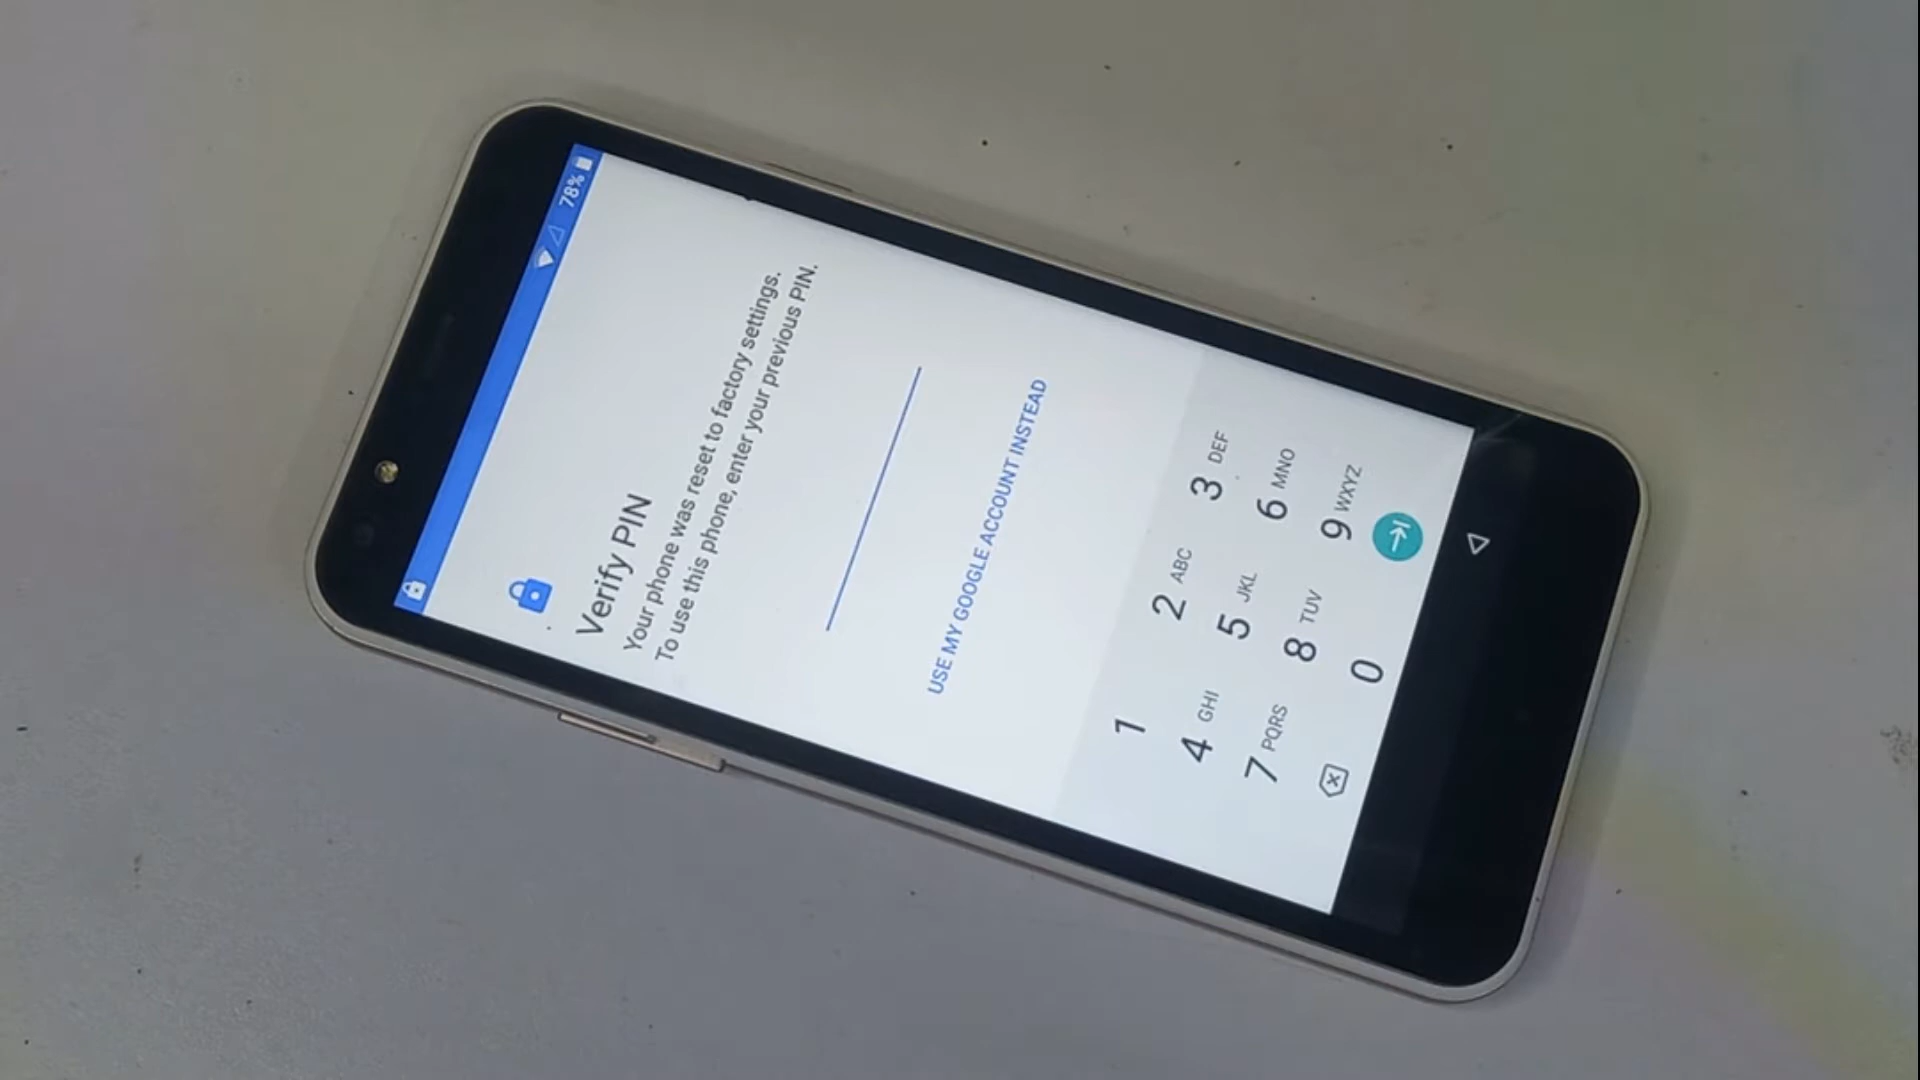 78%
Verify PIN
Your phone was reset to factory settings.
To use this phone, enter your previous PIN.
USE MY GOOGLE ACCOUNT INSTEAD
1
2 ABC
3 DEF
4 GHI
5 JKL
6 MNO
7 PQRS
8 TUV
9 WXYZ
0